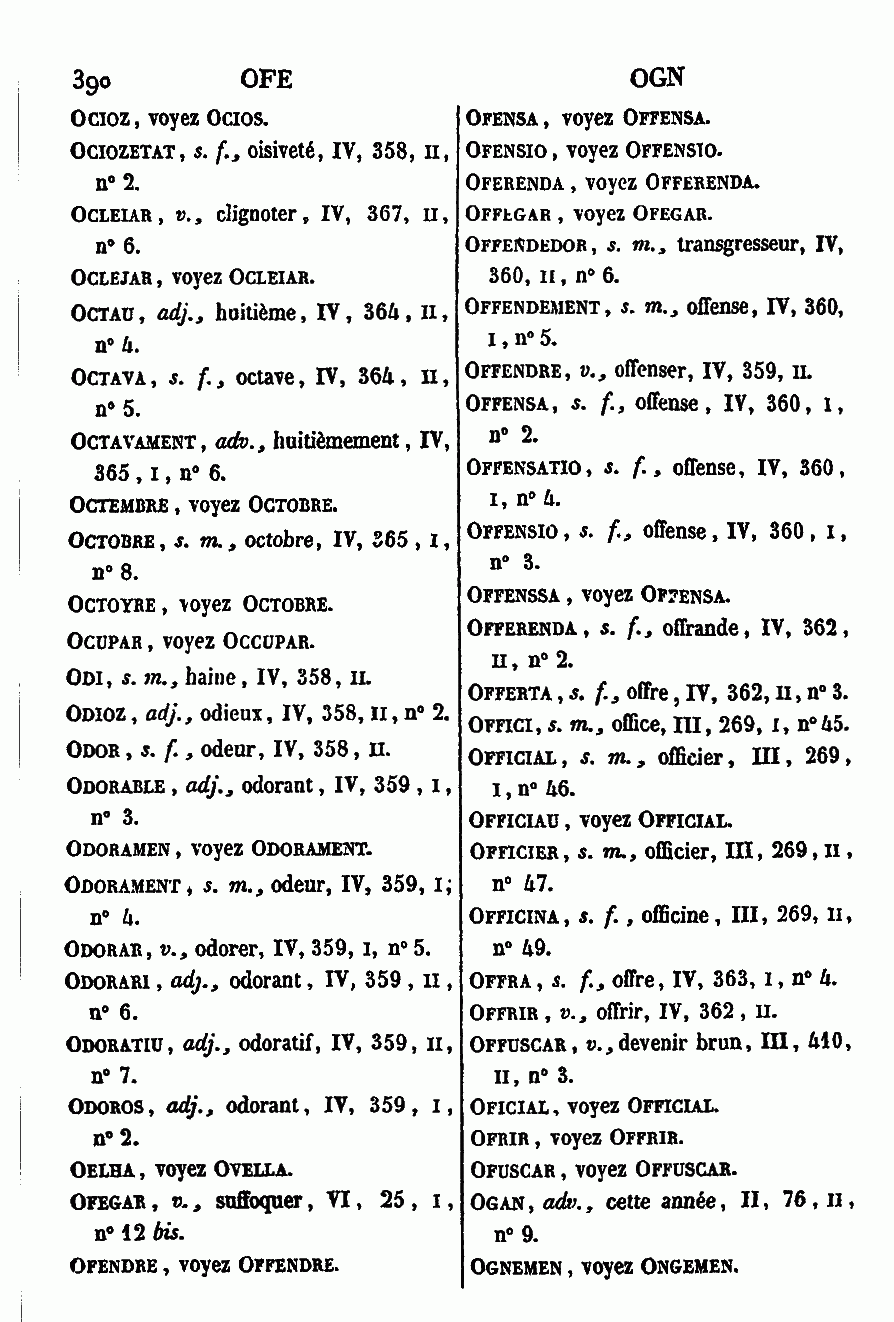 390 OFE OGN
Ocioz, voyez Ocios.
Ociozetat, s. f., oisiveté, IV, 358, II,
n° 2.
Ocleiar, v., clignoter, IV, 367, II,
n° 6.
Oclejar, voyez Ocleiar.
Octau, adj., huitième, IV, 364, II,
n° 4.
Octava, s. f., octave, IV, 364, II,
n° 5.
Octavament, adv., huitièmement, IV,
365, I, n° 6.
Octembre, voyez Octobre.
Octobre, s. m., octobre, IV, 365, I,
n° 8.
Octoyre, voyez Octobre.
Ocupar, voyez Occupar.
Odi, s. m., haine, IV, 358, II.
Odioz, adj., odieux, IV, 358, II, n° 2.
Odor, s. f., odeur, IV, 358, II.
Odorable, adj., odorant, IV, 359, I,
n° 3.
Odoramen, voyez Odorament.
Odorament, s. m., odeur, IV, 359, I;
n° 4.
Odorar, v., odorer, IV, 359, I, n° 5.
Odorari, adj., odorant, IV, 359, II,
n° 6.
Odoratiu, adj., odoratif, IV, 359, II,
n° 7.
Odoros, adj., odorant, IV, 359, I,
n° 2.
Oelha, voyez Ovella.
Ofegar, v., suffoquer, VI, 25, I,
n° 12 bis.
Ofendre, voyez Offendre.
Ofensa, voyez Offensa.
Ofensio, voyez Offensio.
Oferenda, voyez Offerenda.
Offegar, voyez Ofegar.
Offendedor, s. m., transgresseur, IV,
360, II, n° 6.
Offendement, s. m., offense, IV, 360,
I, n° 5.
Offendre, v., offenser, IV, 359, II.
Offensa, s. f., offense, IV, 360, I,
n° 2.
Offensatio, s. f., offense, IV, 360,
I, n° 4.
Offensio, s. f., offense, IV, 360, I,
n° 3.
Offenssa, voyez Offensa.
Offerenda, s. f., offrande, IV, 362,
II, n° 2.
Offerta, s. f., offre, IV, 362, II, n° 3.
Offici, s. m., office, III, 269, I, n° 45.
Official, s. m., officier, III, 269,
I, n° 46.
Officiau, voyez Official.
Officier, s. m., officier, III, 269, II,
n° 47.
Officina, s. f., officine, III, 269, II,
n° 49.
Offra, s. f., offre, IV, 363, I, n° 4.
Offrir, v., offrir, IV, 362, II.
Offuscar, v., devenir brun, III, 410,
II, n° 3.
Oficial, voyez Official.
Ofrir, voyez Offrir.
Ofuscar, voyez Offuscar.
Ogan, adv., cette année, II, 76, II,
n° 9.
Ognemen, voyez Ongemen.